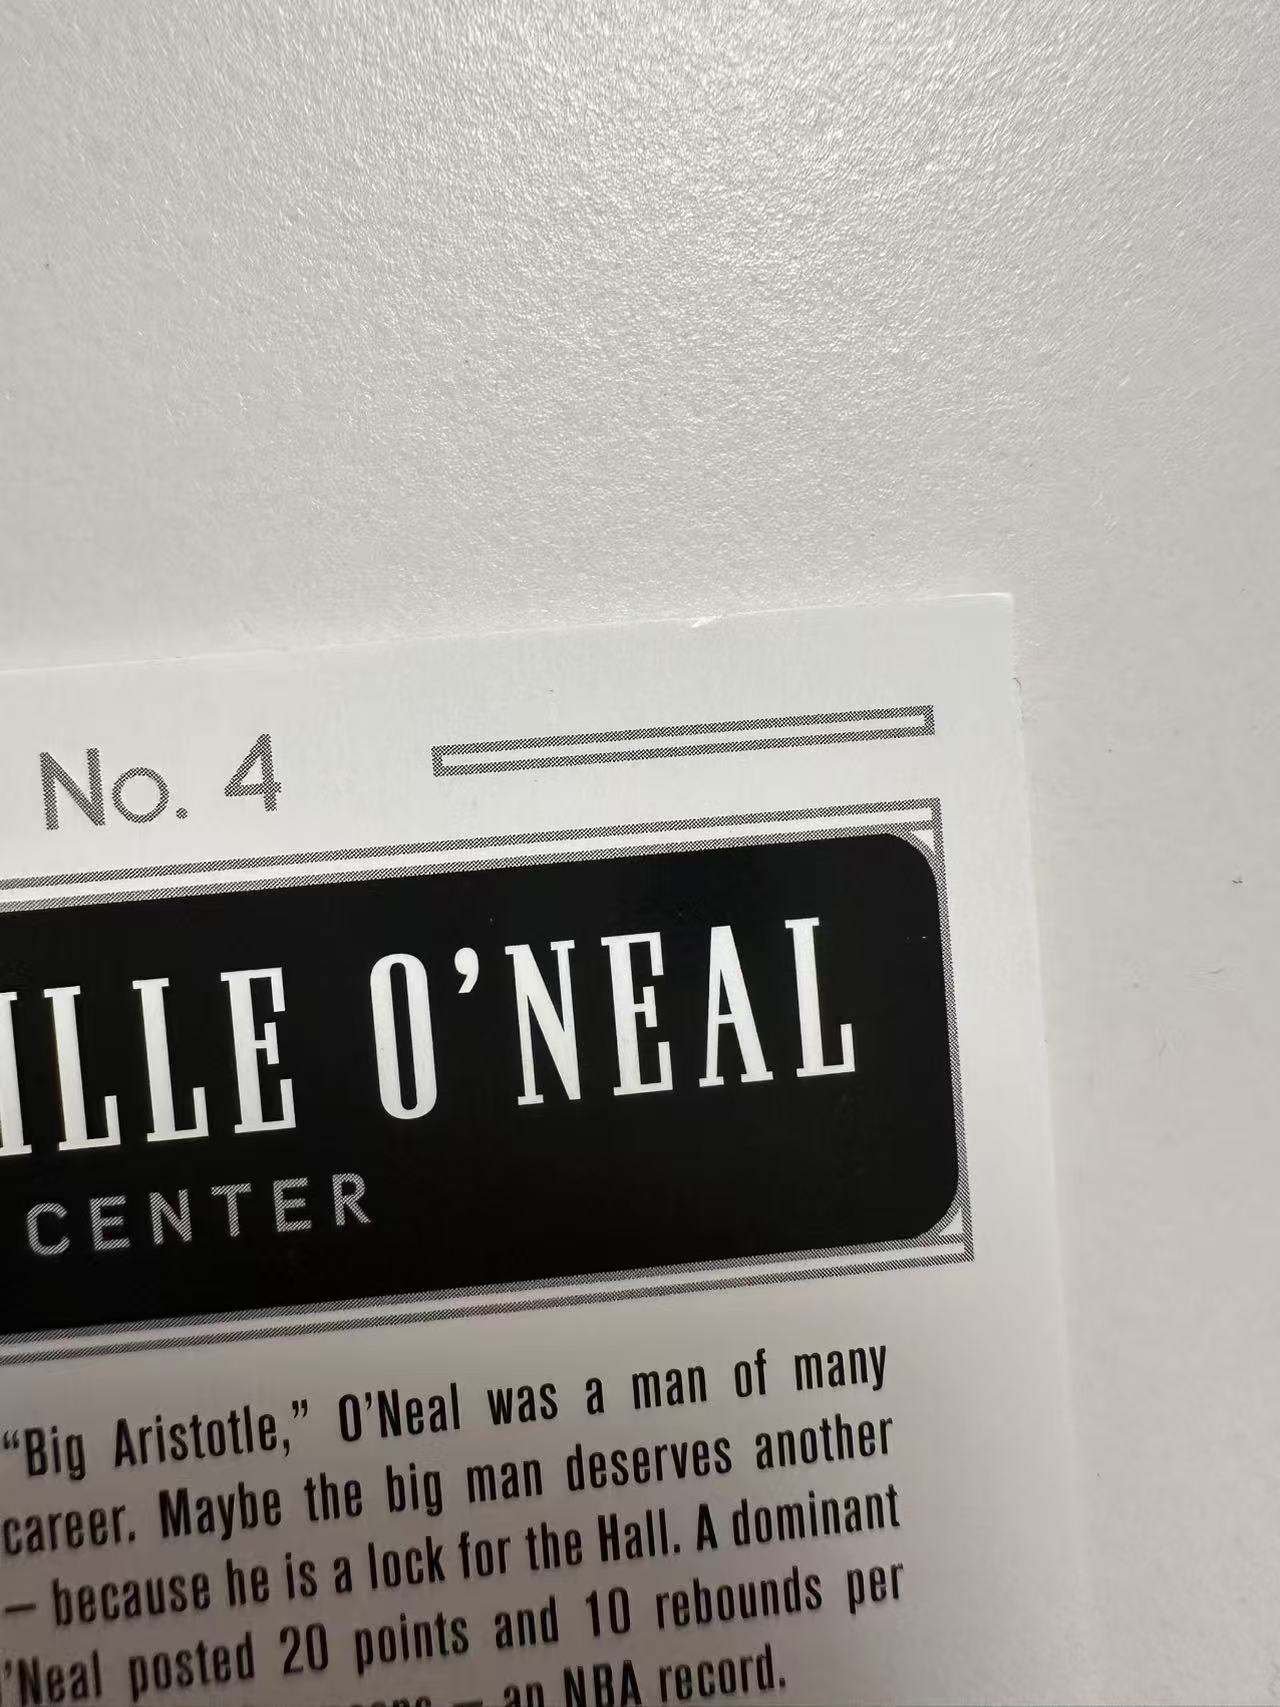 No. 4
ILLE O'NEAL
CENTER
“Big Aristotle,” O'Neal was a man of many
career. Maybe the big man deserves another
– because he is a lock for the Hall. A dominant
'Neal posted 20 points and 10 rebounds per
– an NBA record.